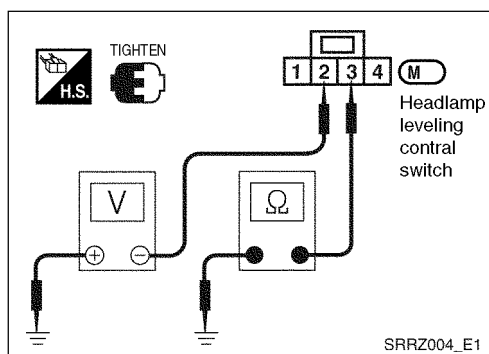 TIGHTEN
H.S.
1 2 3 4 M
Headlamp
leveling
contral
switch
V
Ω
+ −
SRRZ004_E1